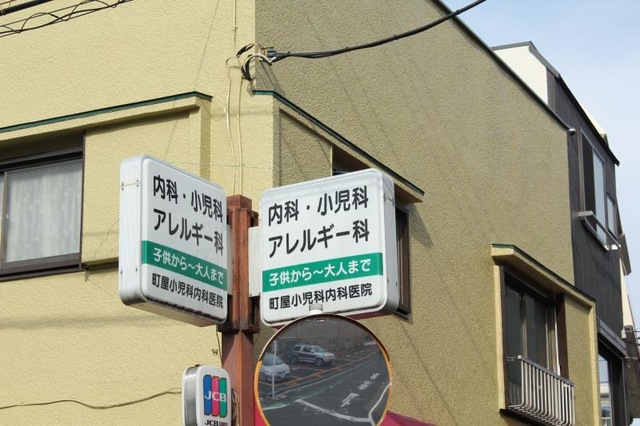 内科・小児科
アレルギー科
子供から～大人まで
町屋小児科内科医院
内科・小児科
アレルギー科
子供から～大人まで
町屋小児科内科医院
JCB